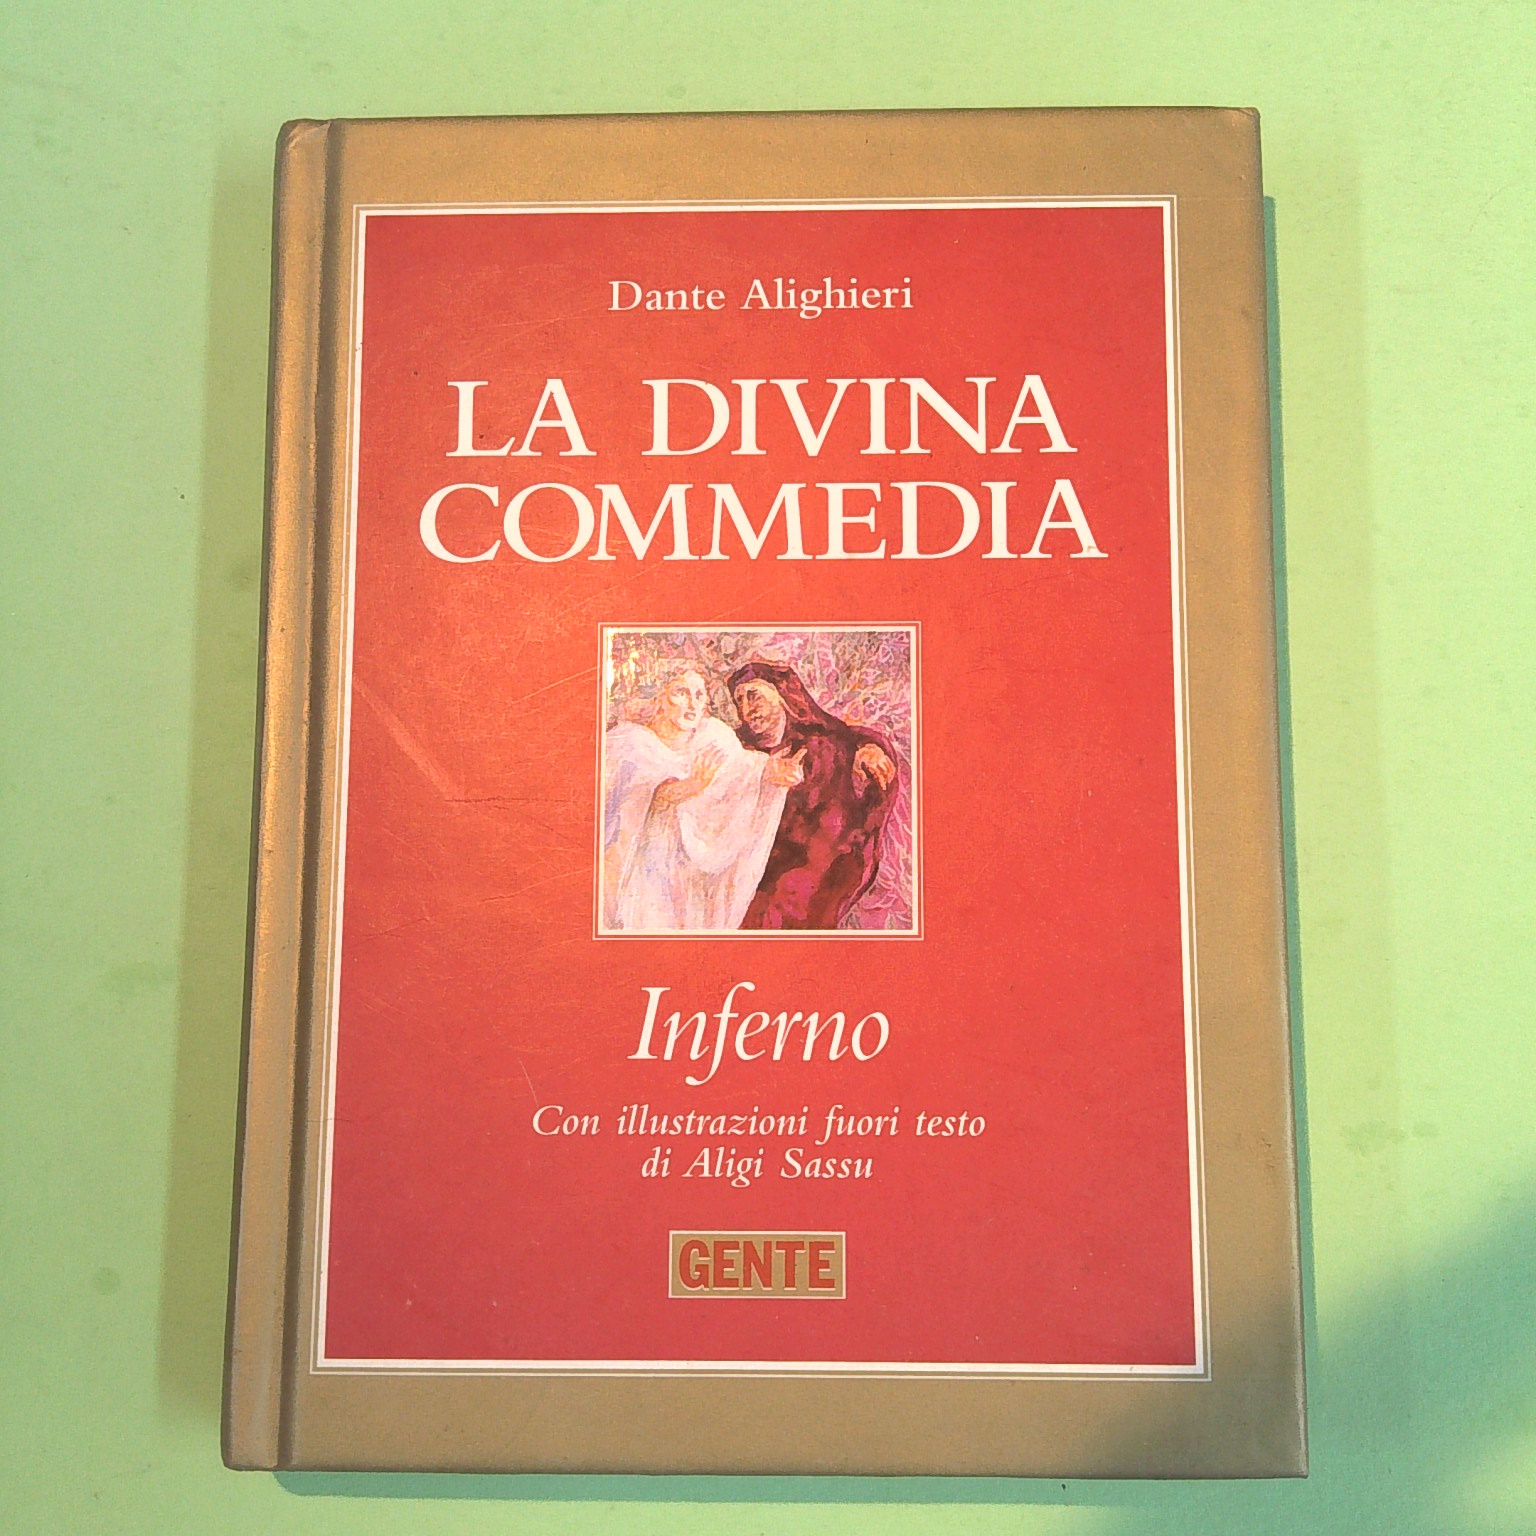 Dante Alighieri
LA DIVINA
COMMEDIA
Inferno
Con illustrazioni fuori testo
di Aligi Sassu
GENTE